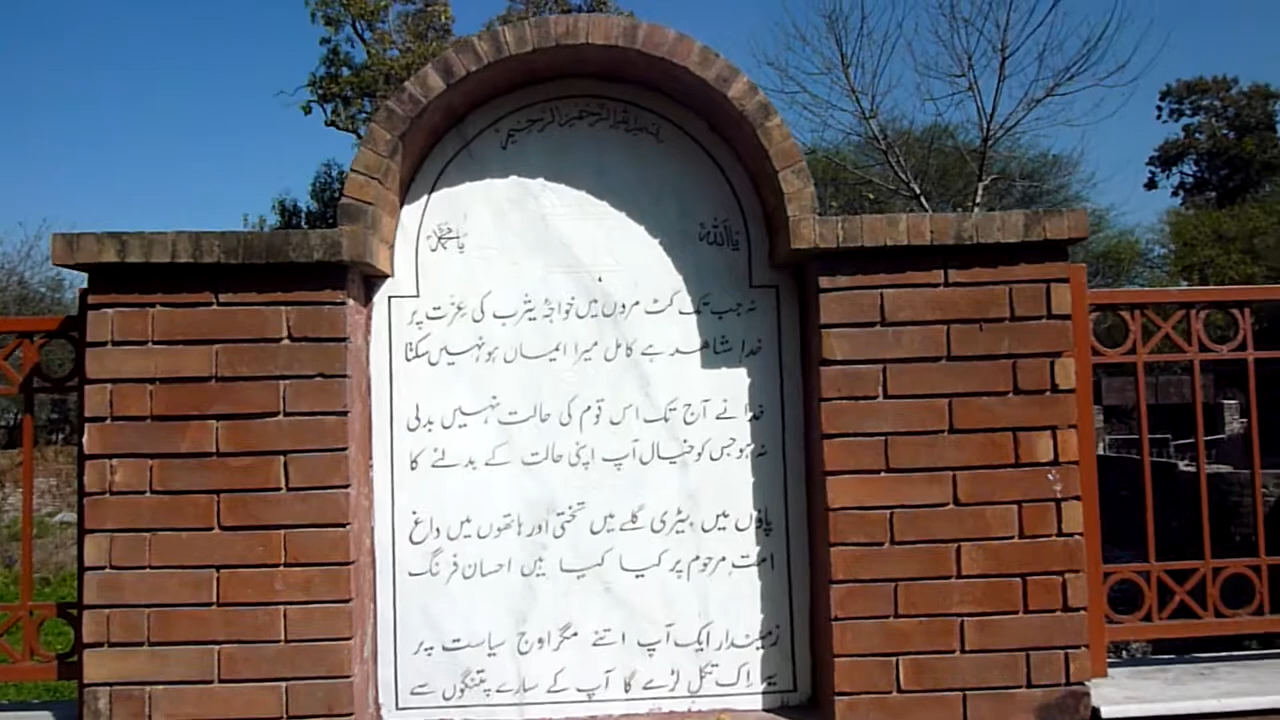 بسم اللہ الرحمن الرحیم
یا اللہ
یا محمد
نہ جب تک کٹ مروں میں خواجۂ یثرب کی عزت پر
خدا شاھد ہے کامل میرا ایمان ہو نہیں سکتا
خدا نے آج تک اس قوم کی حالت نہیں بدلی
نہ ہو جس کو خیال آپ اپنی حالت کے بدلنے کا
پاؤں میں بیڑی گلے میں تختی اور ہاتھوں میں داغ
امت مرحوم پر کیا کیا ہیں احسان فرنگ
زمیندار ایک آپ اتنے مگر اوج سیاست پر
یہ اک تکل لڑے گا آپ کے سارے پتنگوں سے